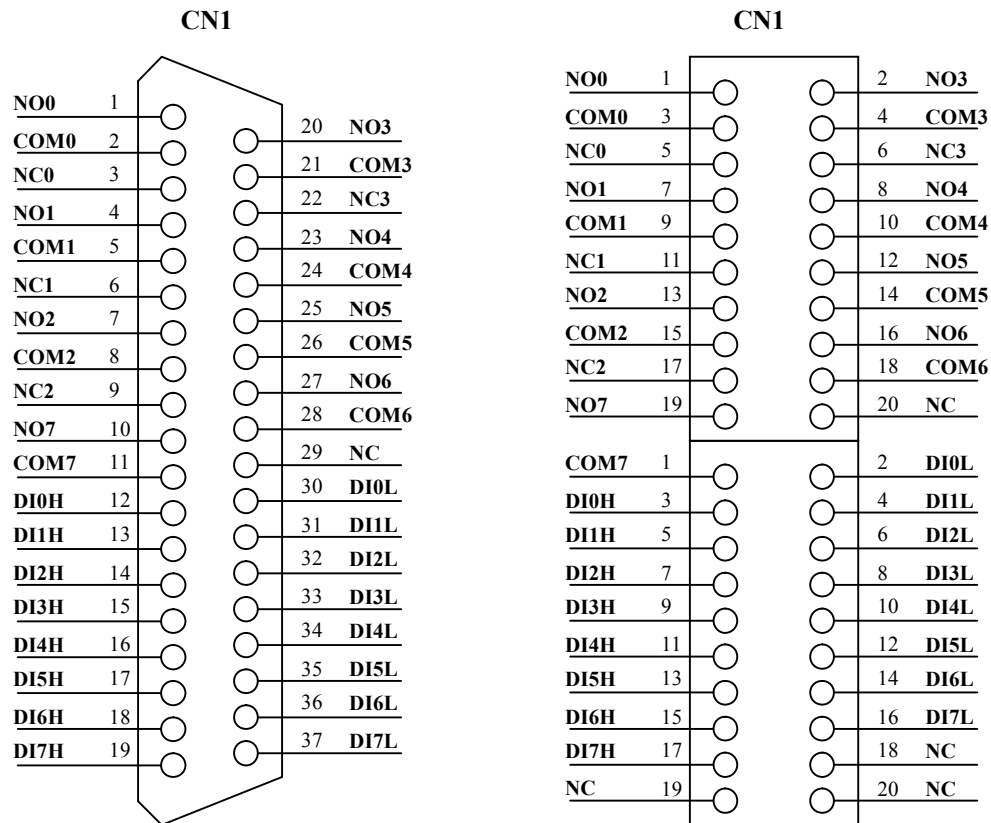 CN1
NO0 1
COM0 2
NC0 3
NO1 4
COM1 5
NC1 6
NO2 7
COM2 8
NC2 9
NO7 10
COM7 11
DI0H 12
DI1H 13
DI2H 14
DI3H 15
DI4H 16
DI5H 17
DI6H 18
DI7H 19
20 NO3
21 COM3
22 NC3
23 NO4
24 COM4
25 NO5
26 COM5
27 NO6
28 COM6
29 NC
30 DI0L
31 DI1L
32 DI2L
33 DI3L
34 DI4L
35 DI5L
36 DI6L
37 DI7L
CN1
NO0 1 2 NO3
COM0 3 4 COM3
NC0 5 6 NC3
NO1 7 8 NO4
COM1 9 10 COM4
NC1 11 12 NO5
NO2 13 14 COM5
COM2 15 16 NO6
NC2 17 18 COM6
NO7 19 20 NC
COM7 1 2 DI0L
DI0H 3 4 DI1L
DI1H 5 6 DI2L
DI2H 7 8 DI3L
DI3H 9 10 DI4L
DI4H 11 12 DI5L
DI5H 13 14 DI6L
DI6H 15 16 DI7L
DI7H 17 18 NC
NC 19 20 NC